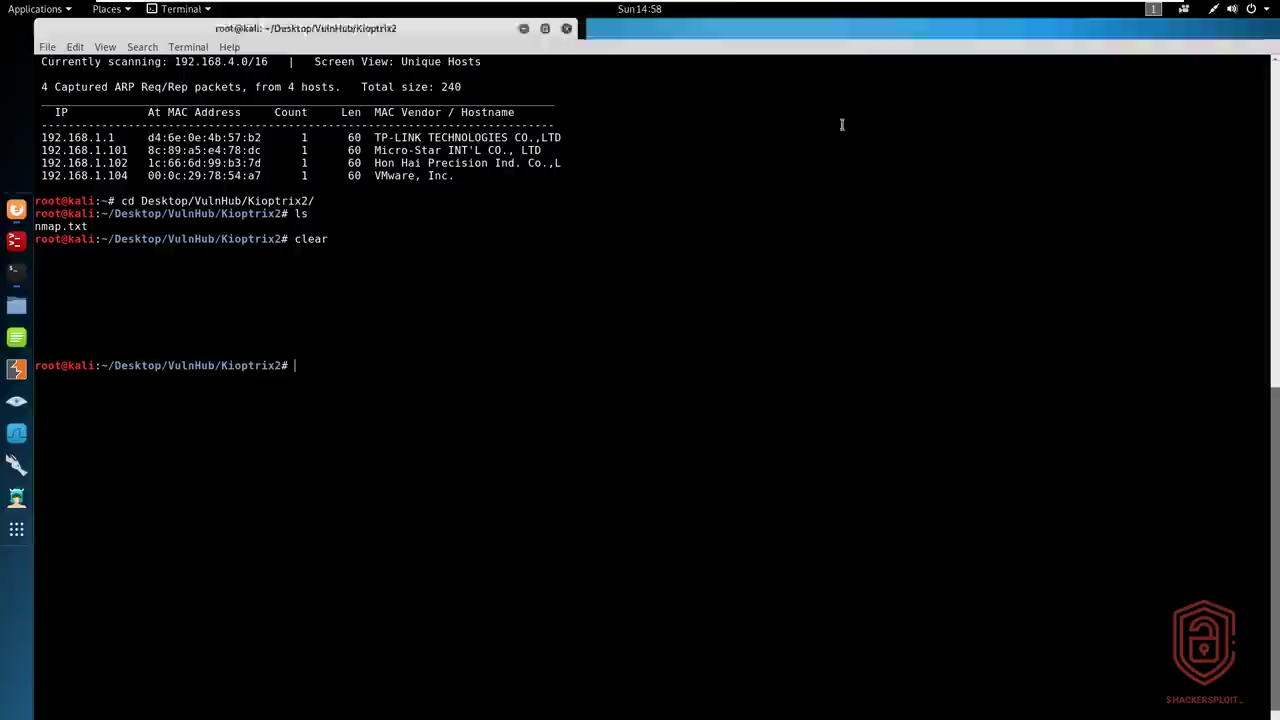 Applications
Places
Terminal
Sun14:58
1
root@kali: ~/Desktop/VulnHub/Kioptrix2
File Edit View Search Terminal Help
Currently scanning: 192.168.4.0/16 | Screen View: Unique Hosts
4 Captured ARP Req/Rep packets, from 4 hosts. Total size: 240
_____________________________________________________________________________
IP At MAC Address Count Len MAC Vendor / Hostname
-----------------------------------------------------------------------------
192.168.1.1 d4:6e:0e:4b:57:b2 1 60 TP-LINK TECHNOLOGIES CO.,LTD
192.168.1.101 8c:89:a5:e4:78:dc 1 60 Micro-Star INT'L CO., LTD
192.168.1.102 1c:66:6d:99:b3:7d 1 60 Hon Hai Precision Ind. Co.,L
192.168.1.104 00:0c:29:78:54:a7 1 60 VMware, Inc.
root@kali:~# cd Desktop/VulnHub/Kioptrix2/
root@kali:~/Desktop/VulnHub/Kioptrix2# ls
nmap.txt
root@kali:~/Desktop/VulnHub/Kioptrix2# clear
root@kali:~/Desktop/VulnHub/Kioptrix2#
$HACKERSPLOIT_